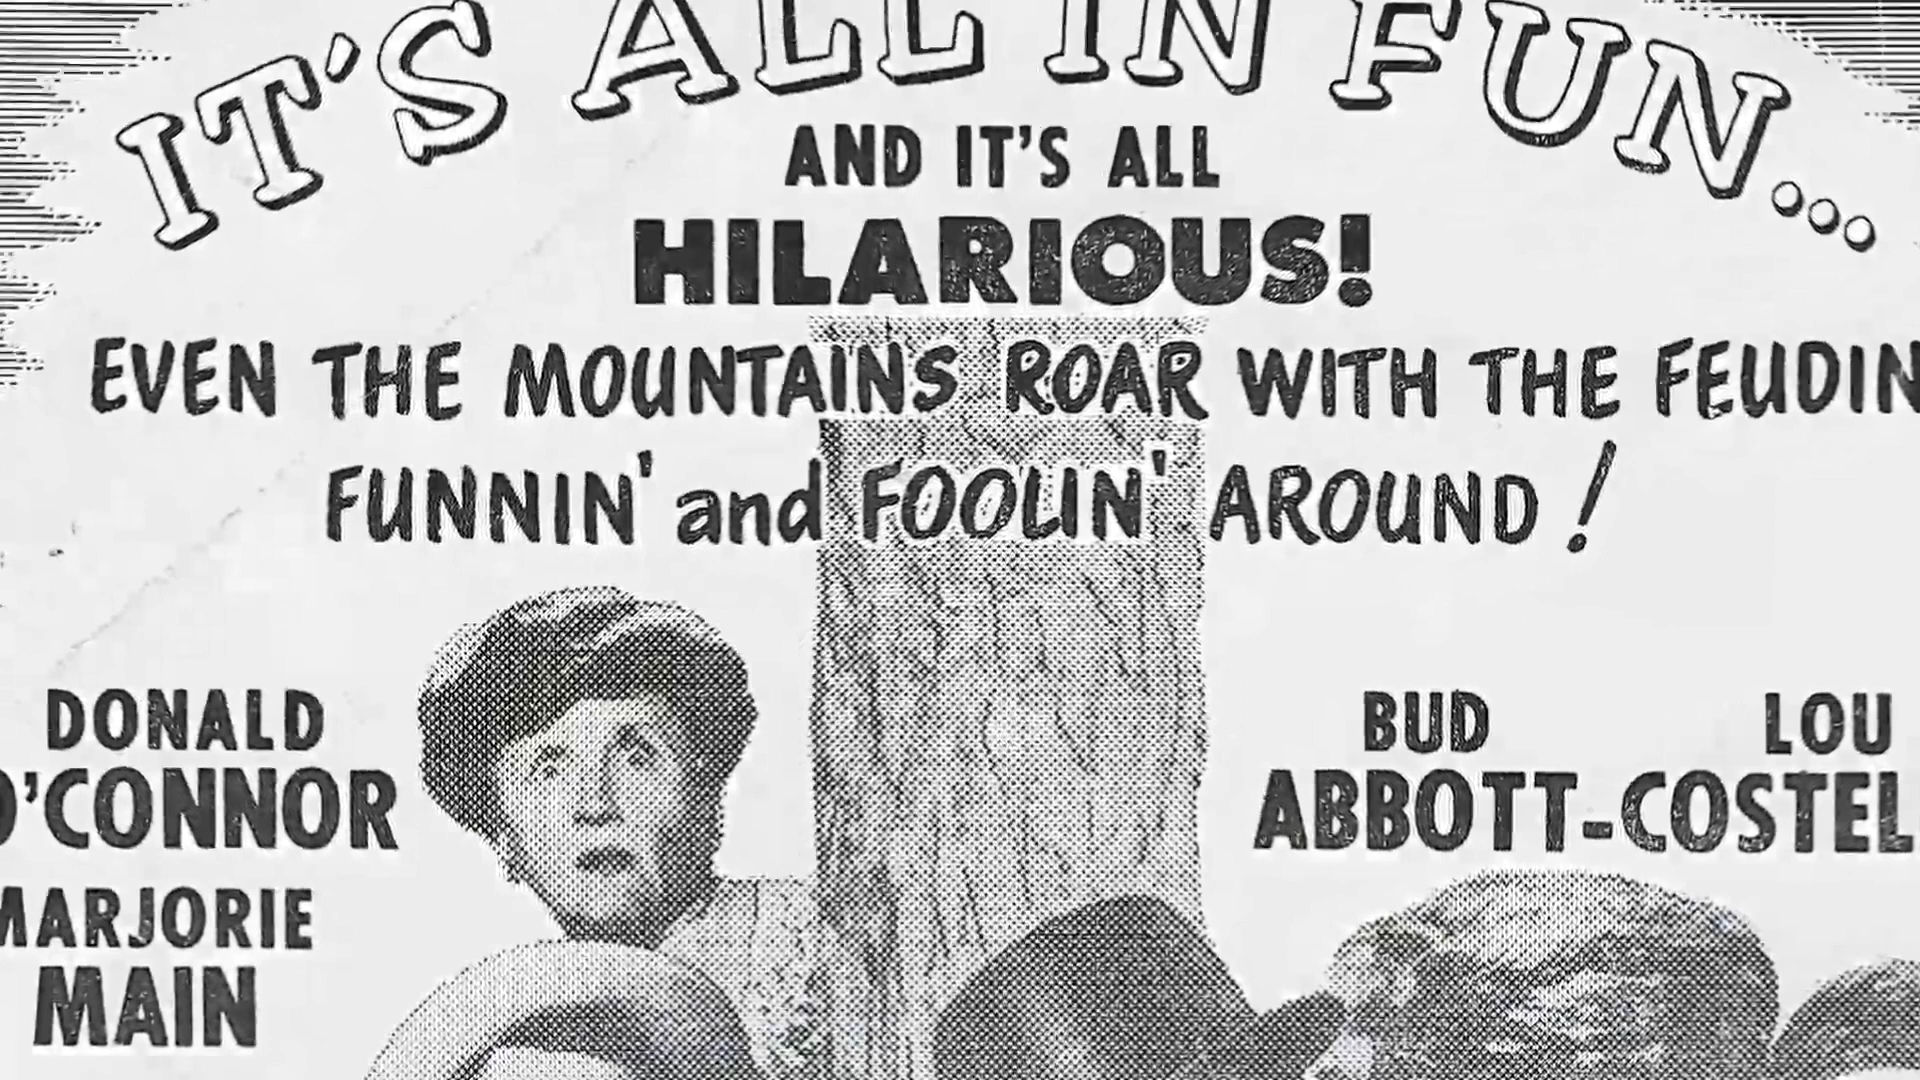 IT'S ALL IN FUN...
AND IT'S ALL
HILARIOUS!
EVEN THE MOUNTAINS ROAR WITH THE FEUDIN
FUNNIN' and FOOLIN' AROUND!
DONALD
O'CONNOR
MARJORIE
MAIN
BUD LOU
ABBOTT-COSTEL